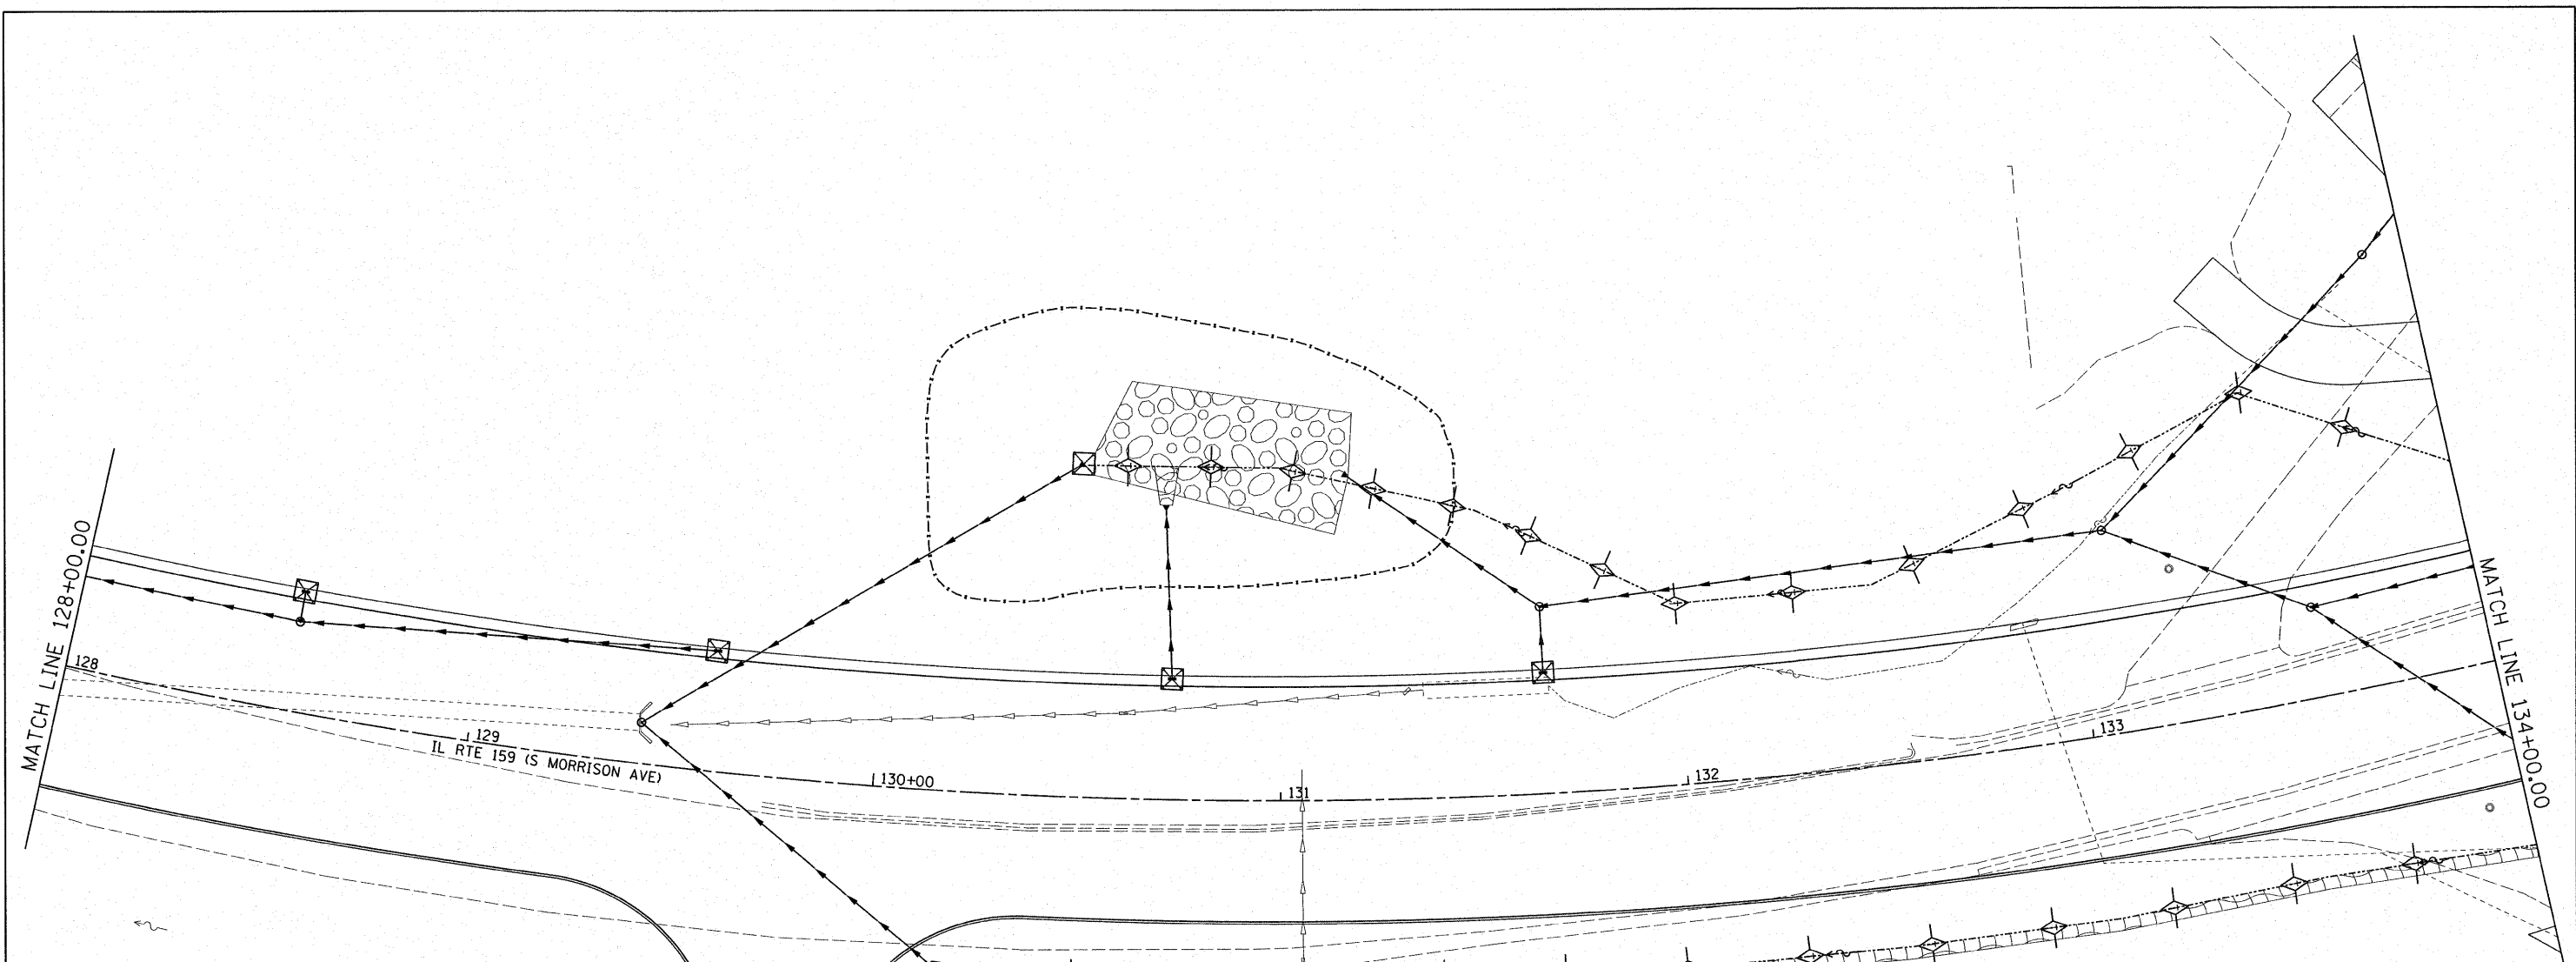 MATCH LINE 128+00.00
128
129
IL RTE 159 (S MORRISON AVE)
130+00
131
132
133
MATCH LINE 134+00.00